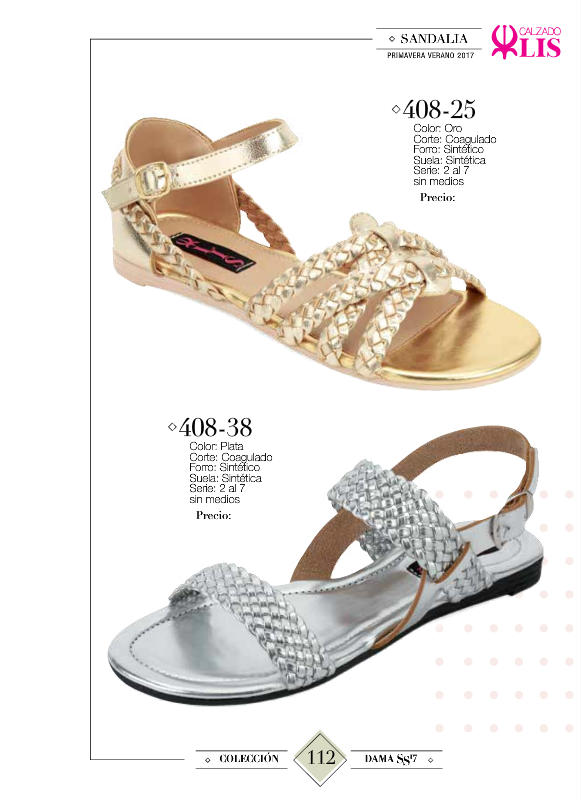 SANDALIA
PRIMAVERA VERANO 2017
CALZADO
LIS
408-25
Color: Oro
Corte: Coagulado
Forro: Sintético
Suela: Sintética
Serie: 2 al 7
sin medios
Precio:
408-38
Color: Plata
Corte: Coagulado
Forro: Sintético
Suela: Sintética
Serie: 2 al 7
sin medios
Precio:
COLECCIÓN
112
DAMA SS'7